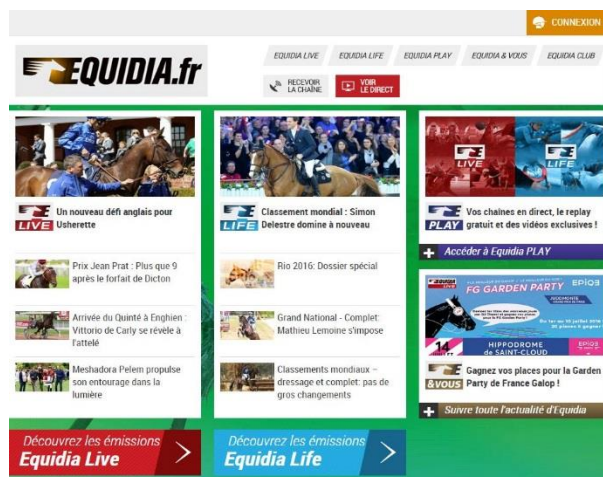 CONNEXION
EQUIDIA.fr
EQUIDIA LIVE
EQUIDIA LIFE
EQUIDIA PLAY
EQUIDIA & VOUS
EQUIDIA CLUB
RECEVOIR
LA CHAÎNE
VOIR
LE DIRECT
LIVE
Un nouveau défi anglais pour
Usherette
Prix Jean Prat : Plus que 9
après le forfait de Dicton
Arrivée du Quinté à Enghien :
Vittorio de Carly se révèle à
l'attelé
Meshadora Pelem propulse
son entourage dans la
lumière
Découvrez les émissions
Equidia Live
LIFE
Classement mondial : Simon
Delestre domine à nouveau
Rio 2016: Dossier spécial
Grand National - Complet:
Mathieu Lemoine s'impose
Classements mondiaux –
dressage et complet: pas de
gros changements
Découvrez les émissions
Equidia Life
LIVE
LIFE
PLAY
Vos chaînes en direct, le replay
gratuit et des vidéos exclusives !
+ Accéder à Equidia PLAY
FG GARDEN PARTY
EPIQE
14
HIPPODROME
de SAINT-CLOUD
EPIQE
&VOUS
Gagnez vos places pour la Garden
Party de France Galop !
+ Suivre toute l'actualité d'Equidia